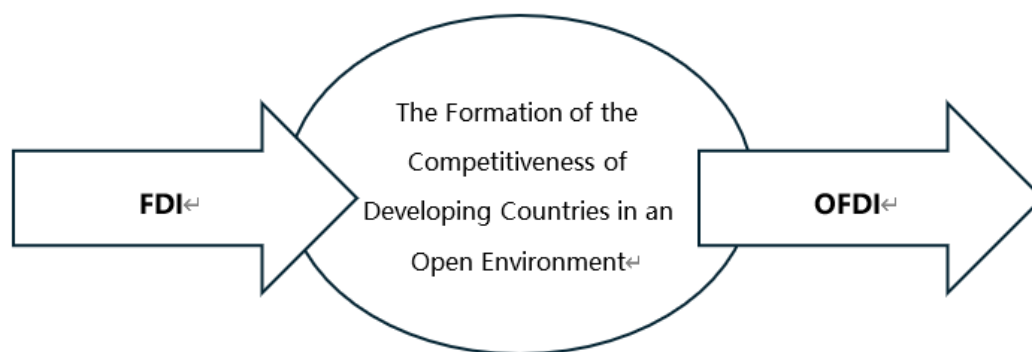 FDI
The Formation of the
Competitiveness of
Developing Countries in an
Open Environment
OFDI